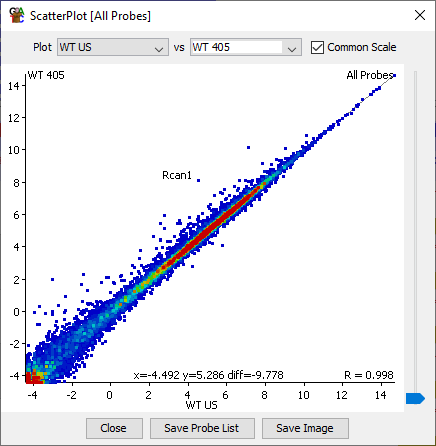 ScatterPlot [All Probes]
Plot WT US vs WT 405 Common Scale
WT 405 All Probes
14
12
10
Rcan1
8
6
4
2
0
-2
-4
x=-4.492 y=5.286 diff=-9.778 R = 0.998
-4 -2 0 2 4 6 8 10 12 14
WT US
Close Save Probe List Save Image